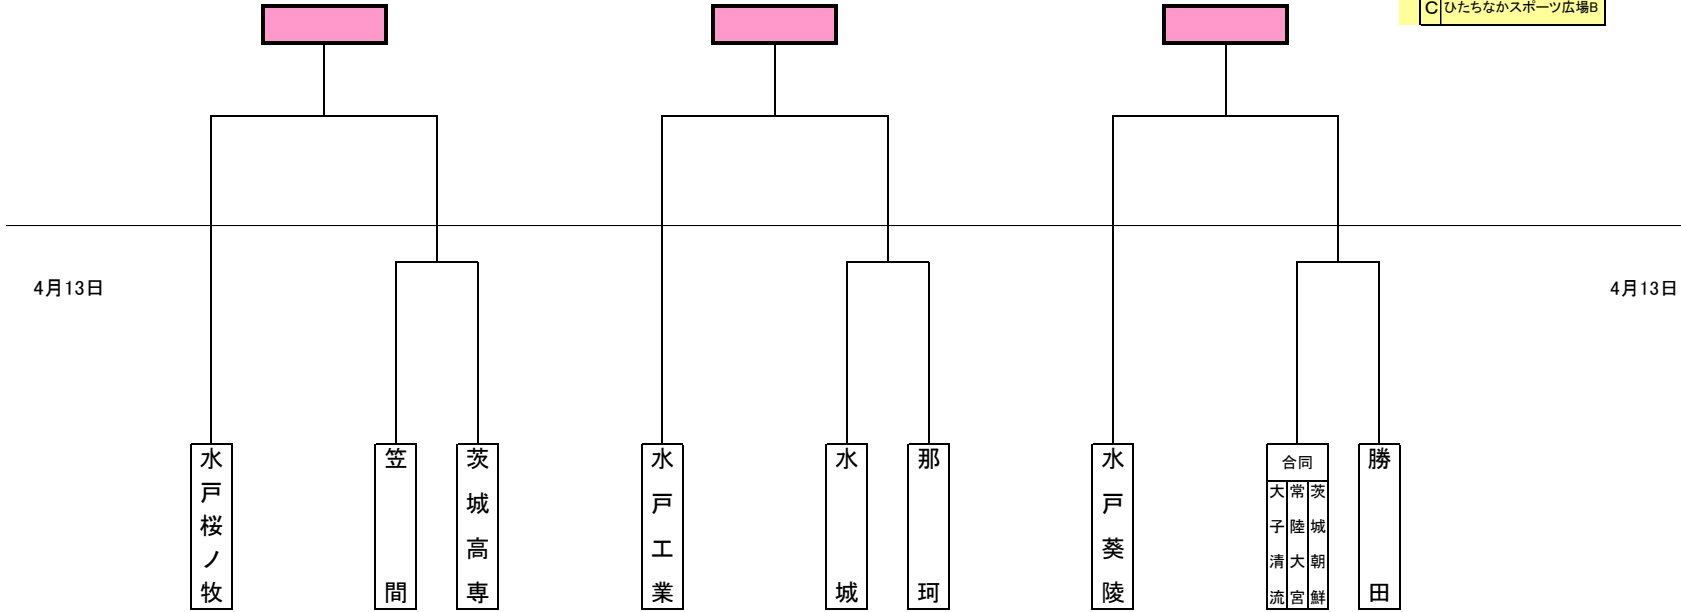 C ひたちなかスポーツ広場B
4月13日
4月13日
水戸桜ノ牧
笠間
茨城高専
水戸工業
水城
那珂
水戸葵陵
合同
大子清流
常陸大宮
茨城朝鮮
勝田